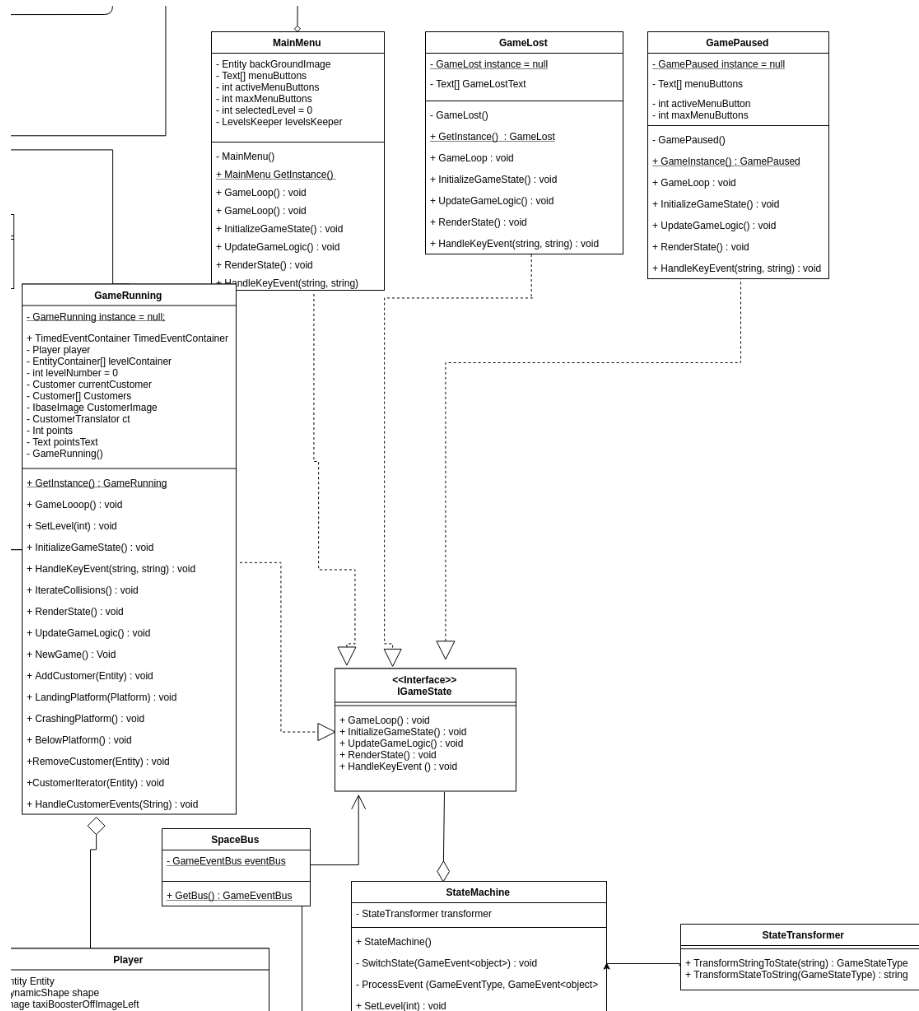 MainMenu
- Entity backGroundImage
- Text[] menuButtons
- int activeMenuButtons
- int maxMenuButtons
- int selectedLevel = 0
- LevelsKeeper levelsKeeper
- MainMenu()
+ MainMenu GetInstance()
+ GameLoop() : void
+ GameLoop() : void
+ InitializeGameState() : void
+ UpdateGameLogic() : void
+ RenderState() : void
+ HandleKeyEvent(string, string)
GameLost
- GameLost instance = null
- Text[] GameLostText
- GameLost()
+ GetInstance() : GameLost
+ GameLoop : void
+ InitializeGameState() : void
+ UpdateGameLogic() : void
+ RenderState() : void
+ HandleKeyEvent(string, string) : void
GamePaused
- GamePaused instance = null
- Text[] menuButtons
- int activeMenuButton
- int maxMenuButtons
- GamePaused()
+ GameInstance() : GamePaused
+ GameLoop : void
+ InitializeGameState() : void
+ UpdateGameLogic() : void
+ RenderState() : void
+ HandleKeyEvent(string, string) : void
GameRunning
- GameRunning instance = null;
+ TimedEventContainer TimedEventContainer
- Player player
- EntityContainer[] levelContainer
- int levelNumber = 0
- Customer currentCustomer
- Customer[] Customers
- IbaseImage CustomerImage
- CustomerTranslator ct
- Int points
- Text pointsText
- GameRunning()
+ GetInstance() : GameRunning
+ GameLooop() : void
+ SetLevel(int) : void
+ InitializeGameState() : void
+ HandleKeyEvent(string, string) : void
+ IterateCollisions() : void
+ RenderState() : void
+ UpdateGameLogic() : void
+ NewGame() : Void
+ AddCustomer(Entity) : void
+ LandingPlatform(Platform) : void
+ CrashingPlatform() : void
+ BelowPlatform() : void
+RemoveCustomer(Entity) : void
+CustomerIterator(Entity) : void
+ HandleCustomerEvents(String) : void
<<Interface>>
IGameState
+ GameLoop() : void
+ InitializeGameState() : void
+ UpdateGameLogic() : void
+ RenderState() : void
+ HandleKeyEvent () : void
SpaceBus
- GameEventBus eventBus
+ GetBus() : GameEventBus
StateMachine
- StateTransformer transformer
+ StateMachine()
- SwitchState(GameEvent<object>) : void
- ProcessEvent (GameEventType, GameEvent<object>
+ SetLevel(int) : void
StateTransformer
+ TransformStringToState(string) : GameStateType
+ TransformStateToString(GameStateType) : string
Player
ntity Entity
ynamicShape shape
nage taxiBoosterOffImageLeft